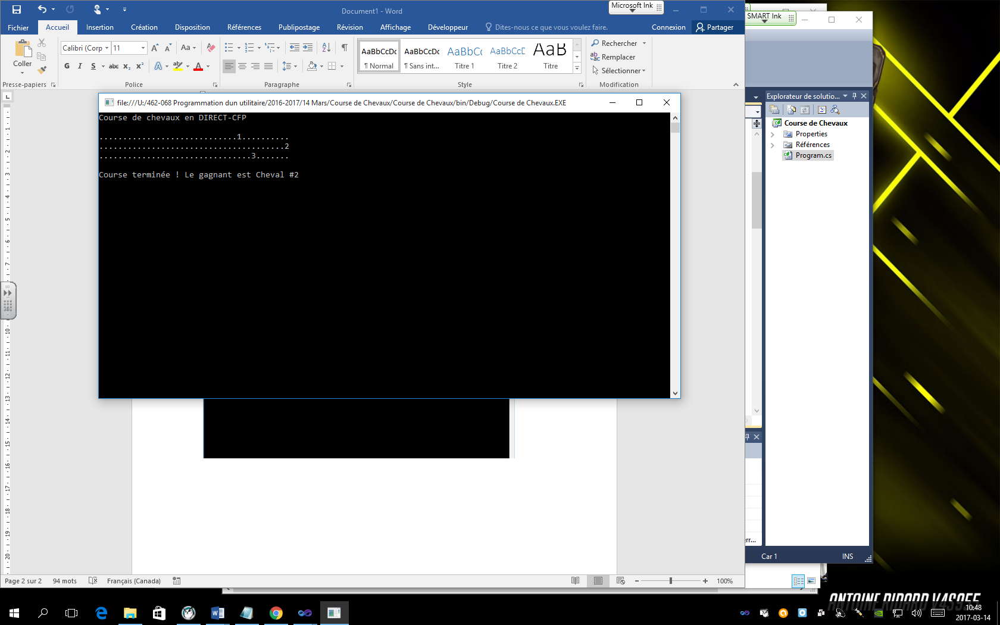 Document1 - Word
Microsoft Ink
SMART Ink
Fichier Accueil Insertion Création Disposition Références Publipostage Révision Affichage Développeur Dites-nous ce que vous voulez faire. Connexion Partager
Coller
Calibri (Corp 11
Aa
G I S abc x₂ x² A ab A
AaBbCcDc AaBbCcDc AaBbC( AaBbCcD AaB
¶ Normal ¶ Sans int... Titre 1 Titre 2 Titre
Rechercher
Remplacer
Sélectionner
Presse-papiers Police Paragraphe Style Modification
file:///U:/462-068 Programmation dun utilitaire/2016-2017/14 Mars/Course de Chevaux/Course de Chevaux/bin/Debug/Course de Chevaux.EXE
Course de chevaux en DIRECT-CFP
.............................1..........
.......................................2
................................3.......
Course terminée ! Le gagnant est Cheval #2
Explorateur de solutio...
Course de Chevaux
Properties
Références
Program.cs
err...
Car 1 INS
Page 2 sur 2 94 mots Français (Canada) 100%
10:48
2017-03-14